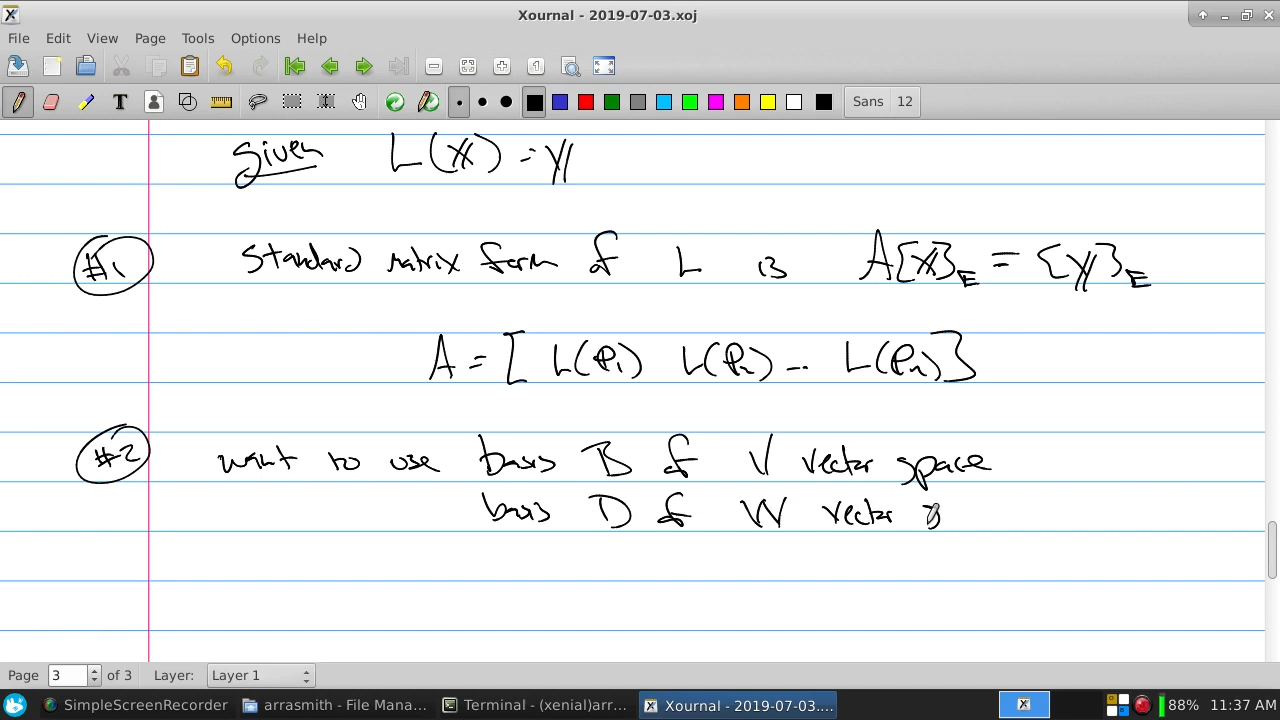 Xournal - 2019-07-03.xoj
File Edit View Page Tools Options Help
Sans 12
given L(x) = y
#1 standard matrix form of L is A[x]_E = [y]_E
A = [ L(e₁) L(e₂) ... L(eₙ) ]
#2 want to use basis B of V vector space
basis D of W vector s
Page 3 of 3 Layer: Layer 1
SimpleScreenRecorder arrasmith - File Mana... Terminal - (xenial)arr... Xournal - 2019-07-03.... 88% 11:37 AM